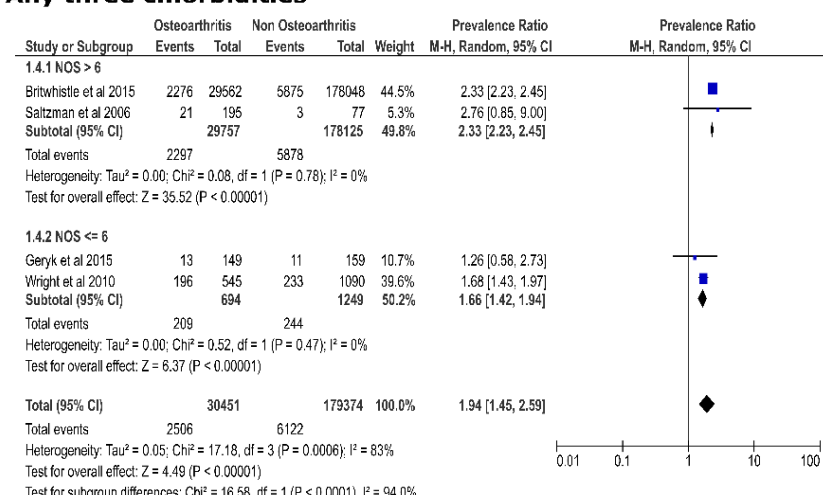 Any three comorbidities
Osteoarthritis Non Osteoarthritis Prevalence Ratio Prevalence Ratio
Study or Subgroup Events Total Events Total Weight M-H, Random, 95% CI M-H, Random, 95% CI
1.4.1 NOS > 6
Britwhistle et al 2015 2276 29562 5875 178048 44.5% 2.33 [2.23, 2.45]
Saltzman et al 2006 21 195 3 77 5.3% 2.76 [0.85, 9.00]
Subtotal (95% CI) 29757 178125 49.8% 2.33 [2.23, 2.45]
Total events 2297 5878
Heterogeneity: Tau² = 0.00; Chi² = 0.08, df = 1 (P = 0.78); I² = 0%
Test for overall effect: Z = 35.52 (P < 0.00001)
1.4.2 NOS <= 6
Geryk et al 2015 13 149 11 159 10.7% 1.26 [0.58, 2.73]
Wright et al 2010 196 545 233 1090 39.6% 1.68 [1.43, 1.97]
Subtotal (95% CI) 694 1249 50.2% 1.66 [1.42, 1.94]
Total events 209 244
Heterogeneity: Tau² = 0.00; Chi² = 0.52, df = 1 (P = 0.47); I² = 0%
Test for overall effect: Z = 6.37 (P < 0.00001)
Total (95% CI) 30451 179374 100.0% 1.94 [1.45, 2.59]
Total events 2506 6122
Heterogeneity: Tau² = 0.05; Chi² = 17.18, df = 3 (P = 0.0006); I² = 83%
Test for overall effect: Z = 4.49 (P < 0.00001)
Test for subgroup differences: Chi² = 16.58, df = 1 (P < 0.0001), I² = 94.0%
0.01 0.1 1 10 100